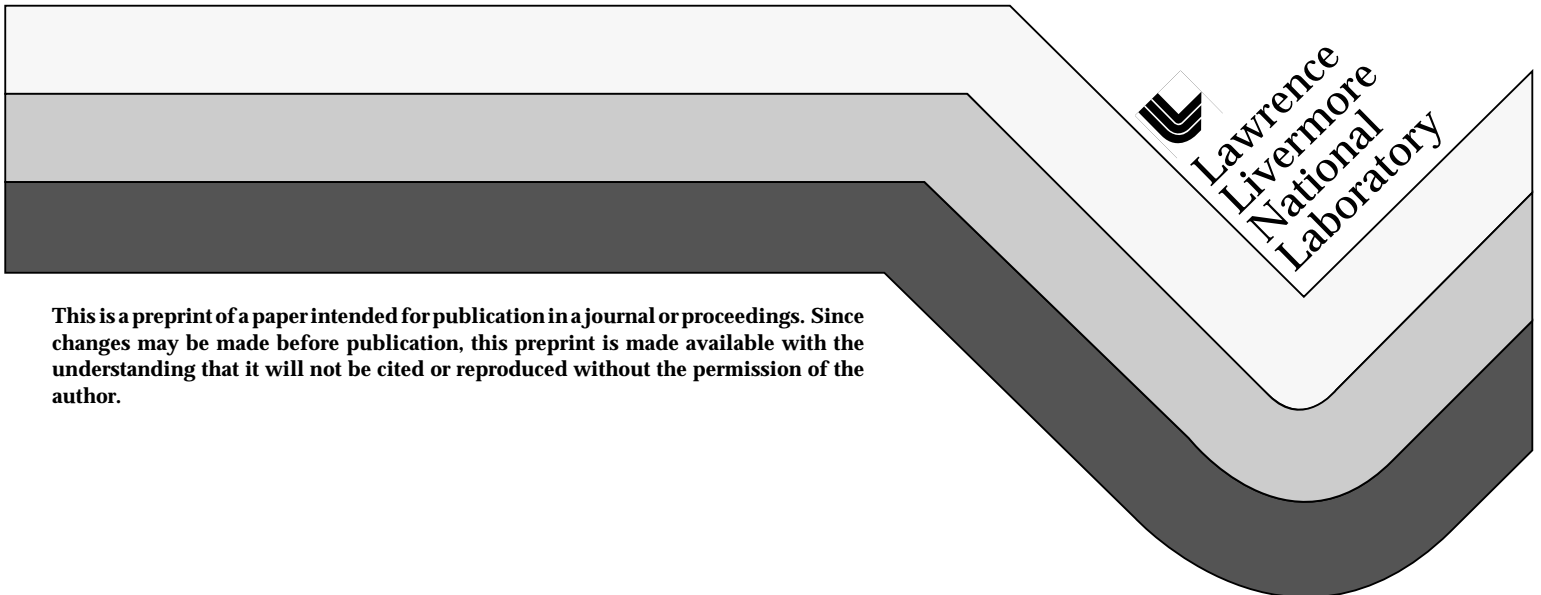 Lawrence
Livermore
National
Laboratory
This is a preprint of a paper intended for publication in a journal or proceedings. Since
changes may be made before publication, this preprint is made available with the
understanding that it will not be cited or reproduced without the permission of the
author.